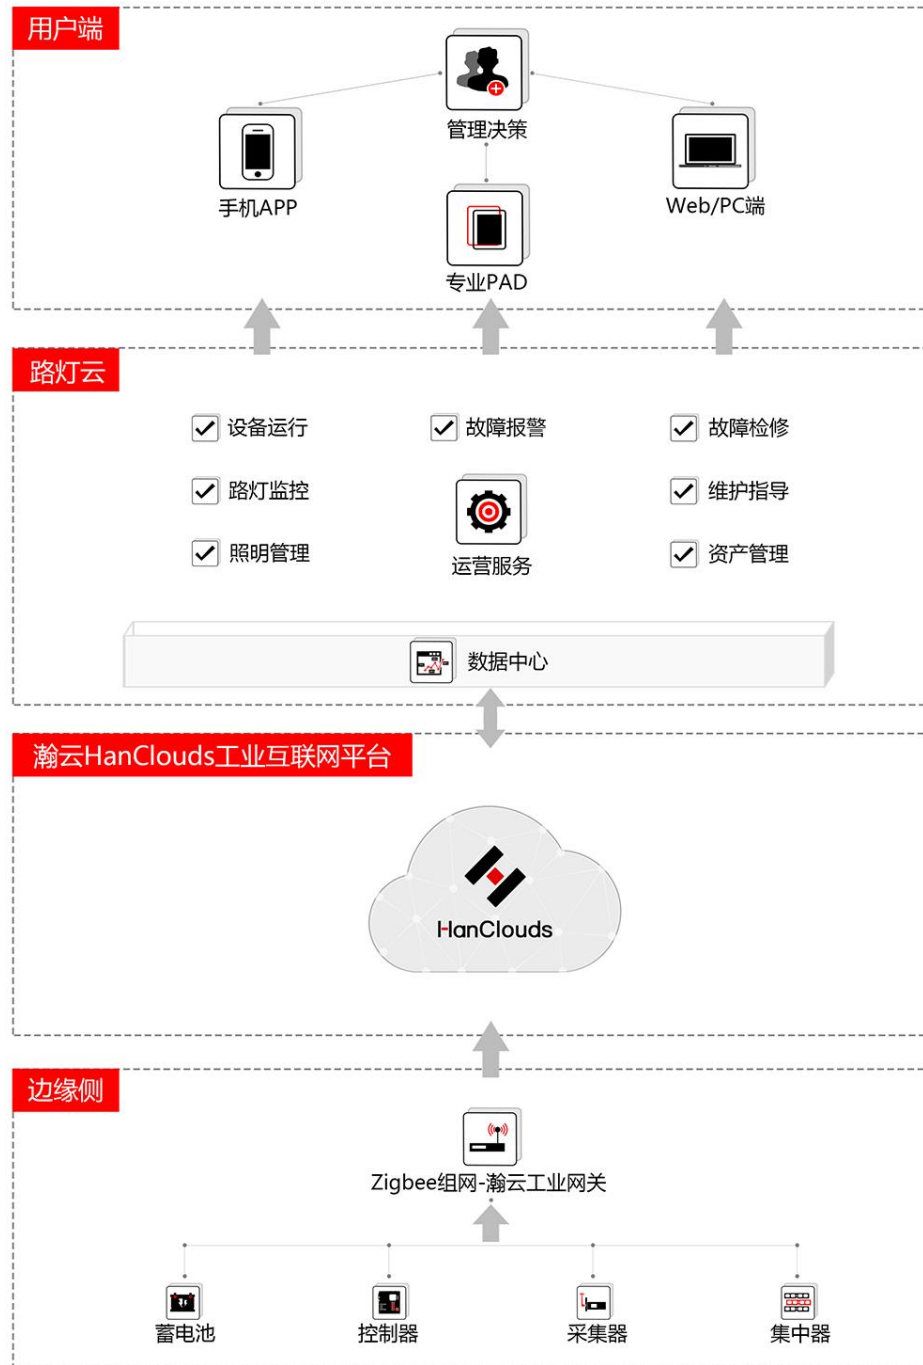 用户端
管理决策
手机APP
Web/PC端
专业PAD
路灯云
设备运行
故障报警
故障检修
路灯监控
维护指导
照明管理
运营服务
资产管理
数据中心
瀚云HanClouds工业互联网平台
HanClouds
边缘侧
Zigbee组网-瀚云工业网关
蓄电池
控制器
采集器
集中器